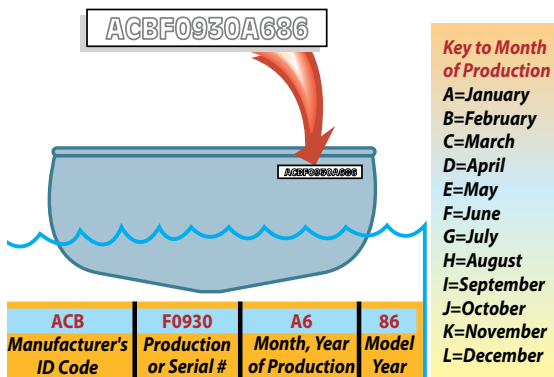 ACBF0930A686
ACBF0930A686
Key to Month
of Production
A=January
B=February
C=March
D=April
E=May
F=June
G=July
H=August
I=September
J=October
K=November
L=December
ACB
Manufacturer's
ID Code
F0930
Production
or Serial #
A6
Month, Year
of Production
86
Model
Year